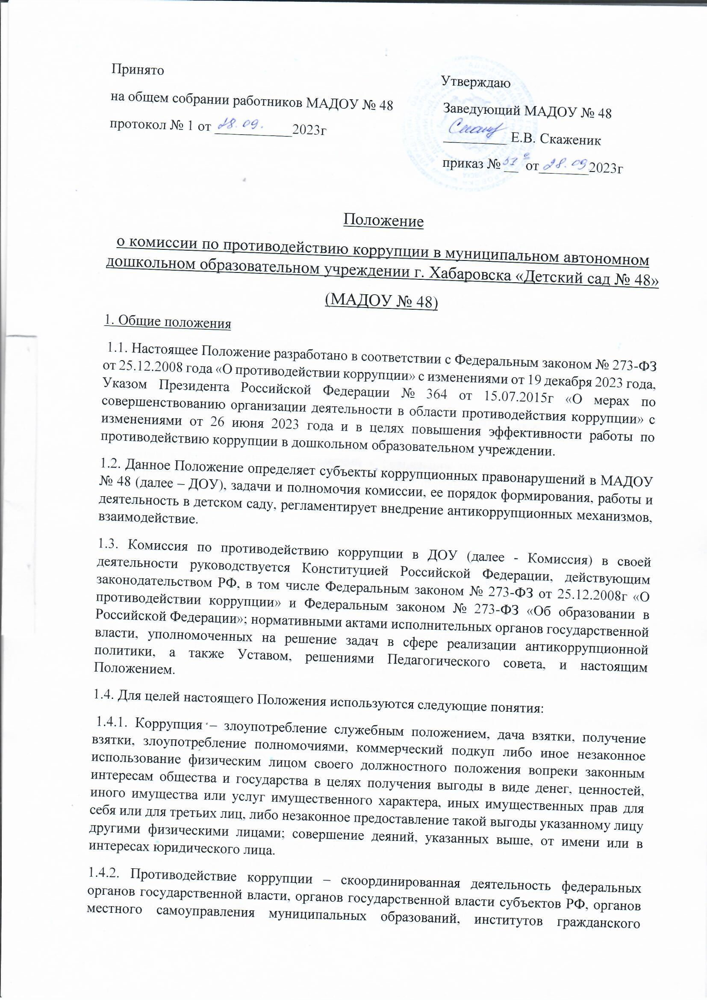 Принято
на общем собрании работников МАДОУ № 48
протокол № 1 от 28.09. 2023г
Утверждаю
Заведующий МАДОУ № 48
Е.В. Скаженик
приказ № от 28.09 2023г
Положение
о комиссии по противодействию коррупции в муниципальном автономном
дошкольном образовательном учреждении г. Хабаровска «Детский сад № 48»
(МАДОУ № 48)
1. Общие положения
1.1. Настоящее Положение разработано в соответствии с Федеральным законом № 273-ФЗ
от 25.12.2008 года «О противодействии коррупции» с изменениями от 19 декабря 2023 года,
Указом Президента Российской Федерации № 364 от 15.07.2015г «О мерах по
совершенствованию организации деятельности в области противодействия коррупции» с
изменениями от 26 июня 2023 года и в целях повышения эффективности работы по
противодействию коррупции в дошкольном образовательном учреждении.
1.2. Данное Положение определяет субъекты коррупционных правонарушений в МАДОУ
№ 48 (далее – ДОУ), задачи и полномочия комиссии, ее порядок формирования, работы и
деятельность в детском саду, регламентирует внедрение антикоррупционных механизмов,
взаимодействие.
1.3. Комиссия по противодействию коррупции в ДОУ (далее - Комиссия) в своей
деятельности руководствуется Конституцией Российской Федерации, действующим
законодательством РФ, в том числе Федеральным законом № 273-ФЗ от 25.12.2008г «О
противодействии коррупции» и Федеральным законом № 273-ФЗ «Об образовании в
Российской Федерации»; нормативными актами исполнительных органов государственной
власти, уполномоченных на решение задач в сфере реализации антикоррупционной
политики, а также Уставом, решениями Педагогического совета, и настоящим
Положением.
1.4. Для целей настоящего Положения используются следующие понятия:
1.4.1. Коррупция – злоупотребление служебным положением, дача взятки, получение
взятки, злоупотребление полномочиями, коммерческий подкуп либо иное незаконное
использование физическим лицом своего должностного положения вопреки законным
интересам общества и государства в целях получения выгоды в виде денег, ценностей,
иного имущества или услуг имущественного характера, иных имущественных прав для
себя или для третьих лиц, либо незаконное предоставление такой выгоды указанному лицу
другими физическими лицами; совершение деяний, указанных выше, от имени или в
интересах юридического лица.
1.4.2. Противодействие коррупции – скоординированная деятельность федеральных
органов государственной власти, органов государственной власти субъектов РФ, органов
местного самоуправления муниципальных образований, институтов гражданского